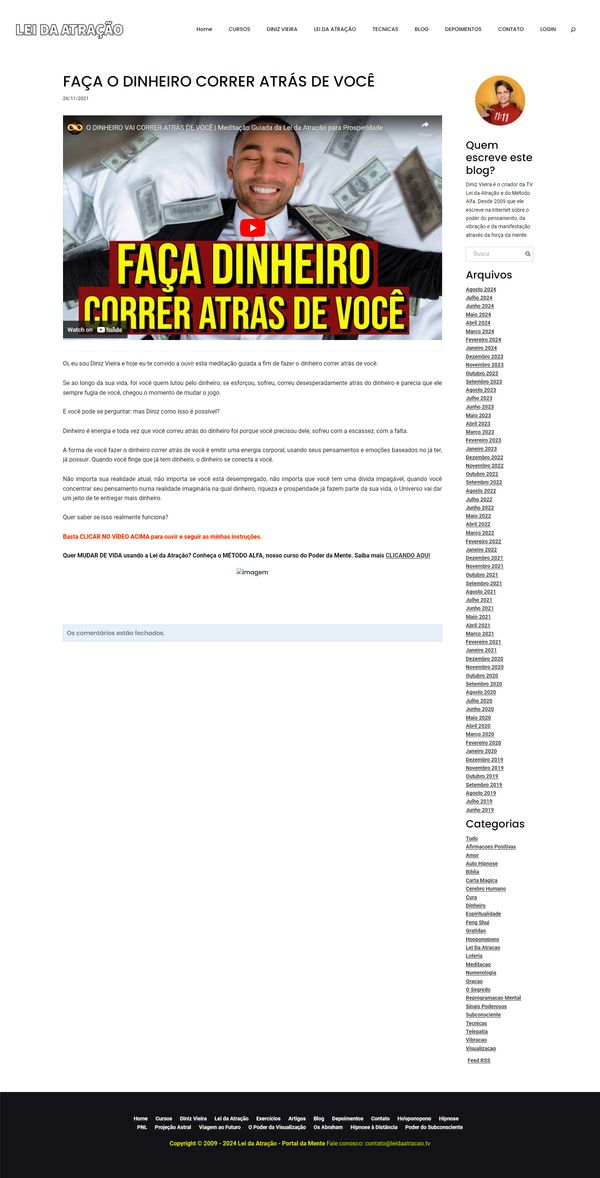 LEI DA ATRAÇÃO
Home CURSOS DINIZ VIEIRA LEI DA ATRAÇÃO TECNICAS BLOG DEPOIMENTOS CONTATO LOGIN
FAÇA O DINHEIRO CORRER ATRÁS DE VOCÊ
26/11/2021
O DINHEIRO VAI CORRER ATRÁS DE VOCÊ | Meditação Guiada da Lei da Atração para Prosperidade
Share
FAÇA DINHEIRO
CORRER ATRAS DE VOCÊ
Watch on YouTube
Oi, eu sou Diniz Vieira e hoje eu te convido a ouvir esta meditação guiada a fim de fazer o dinheiro correr atrás de você.
Se ao longo da sua vida, foi você quem lutou pelo dinheiro, se esforçou, sofreu, correu desesperadamente atrás do dinheiro e parecia que ele
sempre fugia de você, chegou o momento de mudar o jogo.
E você pode se perguntar: mas Diniz como isso é possível?
Dinheiro é energia e toda vez que você correu atrás do dinheiro foi porque você precisou dele, sofreu com a escassez, com a falta.
A forma de você fazer o dinheiro correr atrás de você é emitir uma energia corporal, usando seus pensamentos e emoções baseados no já ter,
já possuir. Quando você finge que já tem dinheiro, o dinheiro se conecta a você.
Não importa sua realidade atual, não importa se você está desempregado, não importa que você tem uma dívida impagável, quando você
concentrar seu pensamento numa realidade imaginária na qual dinheiro, riqueza e prosperidade já fazem parte da sua vida, o Universo vai dar
um jeito de te entregar mais dinheiro.
Quer saber se isso realmente funciona?
Basta CLICAR NO VÍDEO ACIMA para ouvir e seguir as minhas instruções.
Quer MUDAR DE VIDA usando a Lei da Atração? Conheça o MÉTODO ALFA, nosso curso do Poder da Mente. Saiba mais CLICANDO AQUI
Imagem
Os comentários estão fechados.
11:11
Quem
escreve este
blog?
Diniz Vieira é o criador da TV
Lei da Atração e do Método
Alfa. Desde 2009 que ele
escreve na Internet sobre o
poder do pensamento, da
vibração e da manifestação
através da força da mente.
Busca
Arquivos
Agosto 2024
Julho 2024
Junho 2024
Maio 2024
Abril 2024
Março 2024
Fevereiro 2024
Janeiro 2024
Dezembro 2023
Novembro 2023
Outubro 2023
Setembro 2023
Agosto 2023
Julho 2023
Junho 2023
Maio 2023
Abril 2023
Março 2023
Fevereiro 2023
Janeiro 2023
Dezembro 2022
Novembro 2022
Outubro 2022
Setembro 2022
Agosto 2022
Julho 2022
Junho 2022
Maio 2022
Abril 2022
Março 2022
Fevereiro 2022
Janeiro 2022
Dezembro 2021
Novembro 2021
Outubro 2021
Setembro 2021
Agosto 2021
Julho 2021
Junho 2021
Maio 2021
Abril 2021
Março 2021
Fevereiro 2021
Janeiro 2021
Dezembro 2020
Novembro 2020
Outubro 2020
Setembro 2020
Agosto 2020
Julho 2020
Junho 2020
Maio 2020
Abril 2020
Março 2020
Fevereiro 2020
Janeiro 2020
Dezembro 2019
Novembro 2019
Outubro 2019
Setembro 2019
Agosto 2019
Julho 2019
Junho 2019
Categorias
Tudo
Afirmacoes Positivas
Amor
Auto Hipnose
Biblia
Carta Magica
Cerebro Humano
Cura
Dinheiro
Espiritualidade
Feng Shui
Gratidao
Hooponopono
Lei Da Atracao
Loteria
Meditacao
Numerologia
Oracao
O Segredo
Reprogramacao Mental
Sinais Poderosos
Subconsciente
Tecnicas
Telepatia
Vibracao
Visualizacao
Feed RSS
Home Cursos Diniz Vieira Lei da Atração Exercícios Artigos Blog Depoimentos Contato Ho'oponopono Hipnose
PNL Projeção Astral Viagem ao Futuro O Poder da Visualização Os Abraham Hipnose à Distância Poder do Subconsciente
Copyright © 2009 - 2024 Lei da Atração - Portal da Mente Fale conosco: contato@leidaatracao.tv